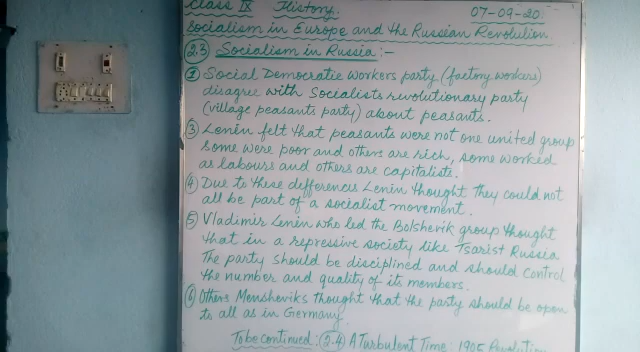 Class IX History. 07-09-20.
Socialism in Europe and the Russian Revolution
2.3 Socialism in Russia :-
1 Social Democratic Workers party (factory workers)
disagree with Socialists revolutionary party
(village peasants party) about peasants.
3 Lenin felt that peasants were not one united group
some were poor and others are rich, some worked
as labours and others are capitalists.
4 Due to these differences Lenin thought they could not
all be part of a socialist movement.
5 Vladimir Lenin who led the Bolshevik group thought
that in a repressive society like Tsarist Russia
The party should be disciplined and should control
the number and quality of its members.
6 Others Mensheviks thought that the party should be open
to all as in Germany
To be continued : (2.4) A Turbulent Time : 1905 Revolution